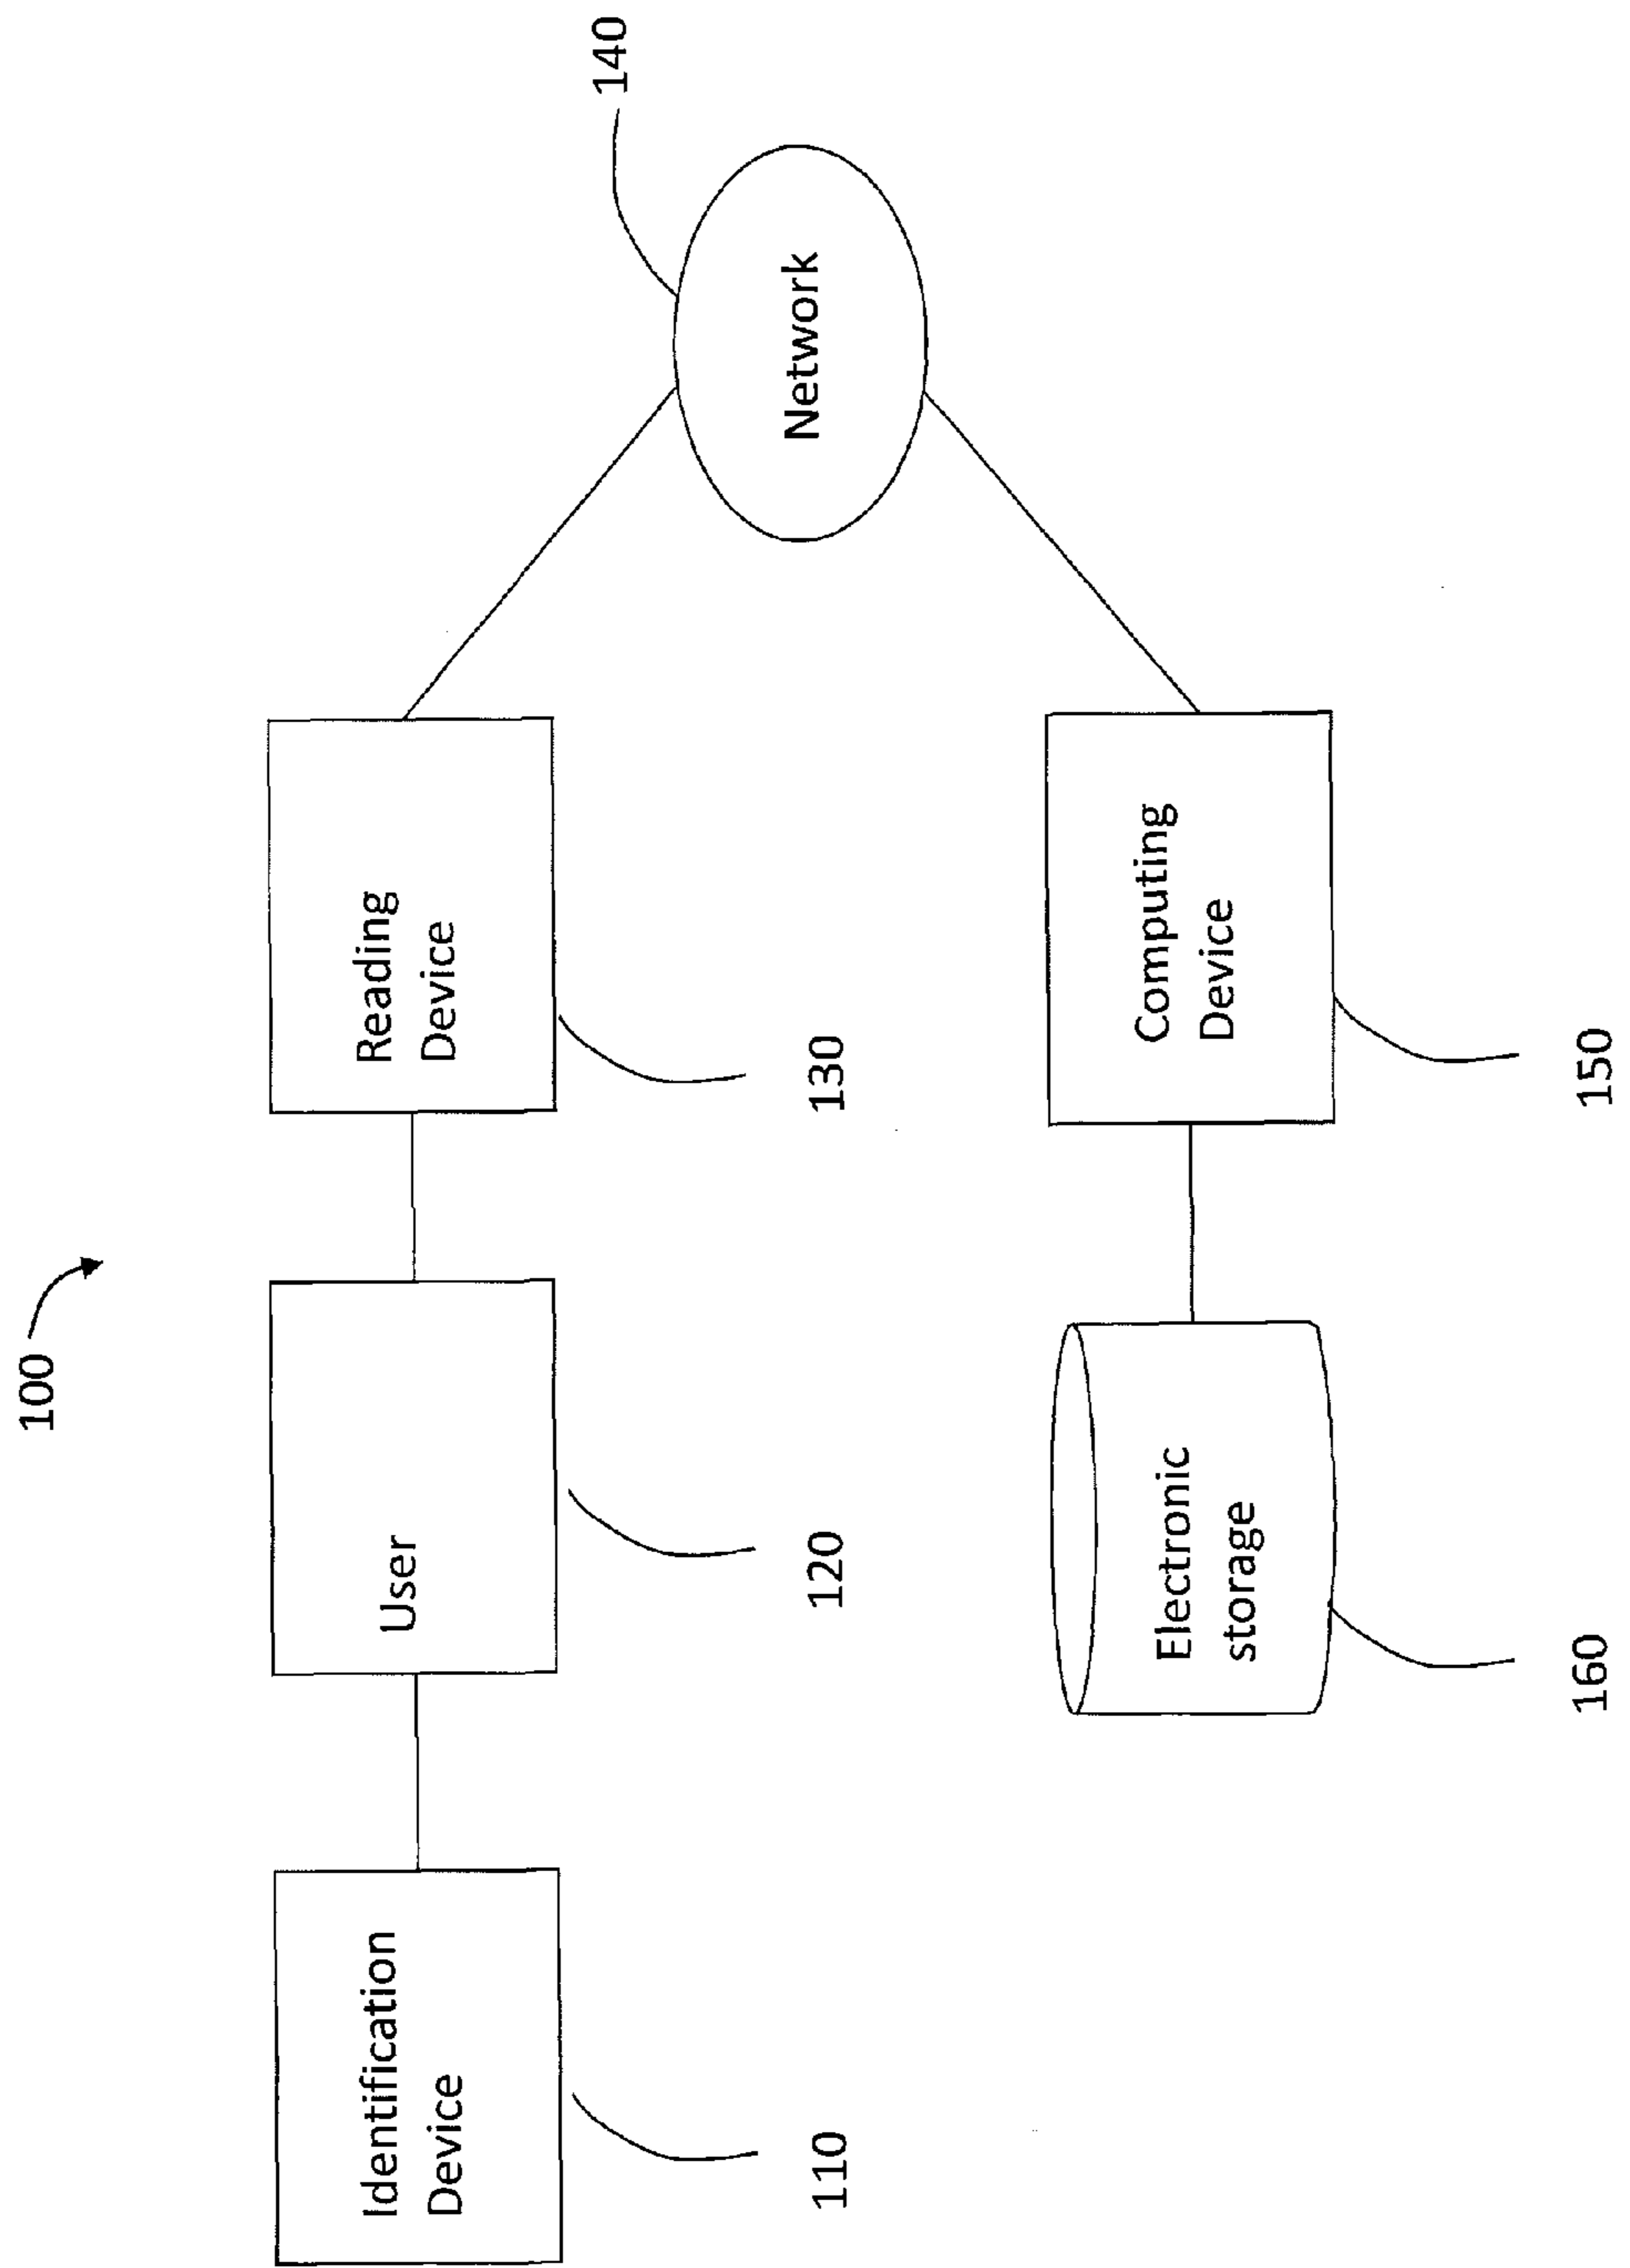 100
Identification
Device
User
Reading
Device
110
120
130
140
Network
Electronic
storage
Computing
Device
160
150